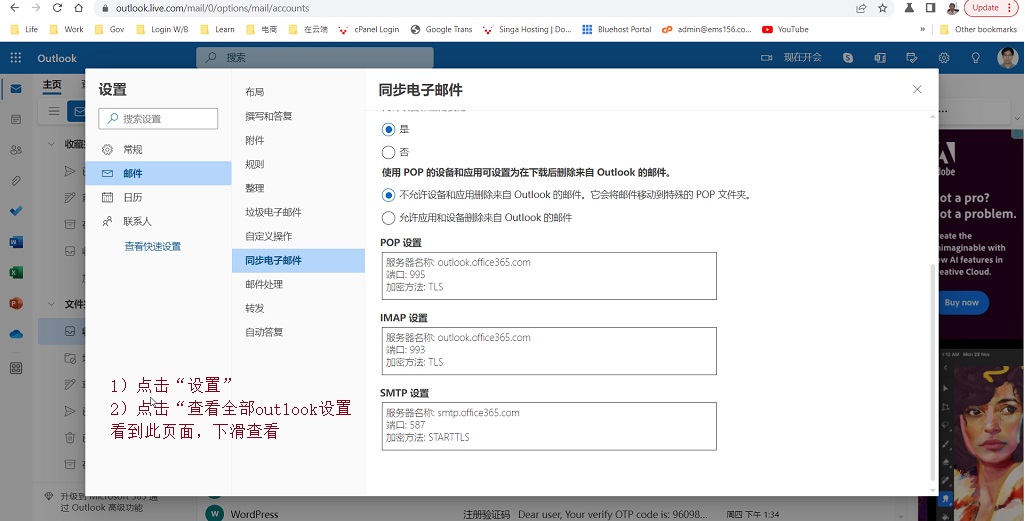 outlook.live.com/mail/0/options/mail/accounts
Update
Life
Work
Gov
Login W/B
Learn
电商
在云端
cPanel Login
Google Trans
Singa Hosting | Do...
Bluehost Portal
admin@ems156.co...
YouTube
»
Other bookmarks
Outlook
搜索
现在开会
主页
设置
搜索设置
常规
邮件
日历
联系人
查看快速设置
布局
撰写和答复
附件
规则
整理
垃圾电子邮件
自定义操作
同步电子邮件
邮件处理
转发
自动答复
同步电子邮件
是
否
使用 POP 的设备和应用可设置为在下载后删除来自 Outlook 的邮件。
不允许设备和应用删除来自 Outlook 的邮件。它会将邮件移动到特殊的 POP 文件夹。
允许应用和设备删除来自 Outlook 的邮件
POP 设置
服务器名称: outlook.office365.com
端口: 995
加密方法: TLS
IMAP 设置
服务器名称: outlook.office365.com
端口: 993
加密方法: TLS
SMTP 设置
服务器名称: smtp.office365.com
端口: 587
加密方法: STARTTLS
1）点击“设置”
2）点击“查看全部outlook设置
看到此页面，下滑查看
升级到 Microsoft 365 通
过 Outlook 高级功能
WordPress
注册验证码
Dear user, Your verify OTP code is: 96098...
周四 下午 1:34
ot a pro?
ot a problem.
reate the
nimaginable with
ew AI features in
reative Cloud.
Buy now
12 AM Mon 29 Nov